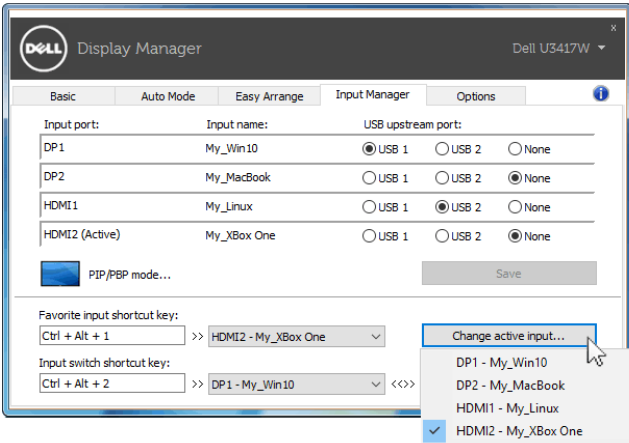 DELL Display Manager Dell U3417W
x
Basic Auto Mode Easy Arrange Input Manager Options i
Input port: Input name: USB upstream port:
DP1 My_Win10 USB 1 USB 2 None
DP2 My_MacBook USB 1 USB 2 None
HDMI1 My_Linux USB 1 USB 2 None
HDMI2 (Active) My_XBox One USB 1 USB 2 None
PIP/PBP mode... Save
Favorite input shortcut key:
Ctrl + Alt + 1 >> HDMI2 - My_XBox One Change active input...
Input switch shortcut key:
Ctrl + Alt + 2 >> DP1 - My_Win10 <<>>
DP1 - My_Win10
DP2 - My_MacBook
HDMI1 - My_Linux
HDMI2 - My_XBox One